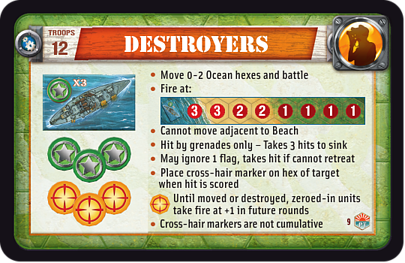 TROOPS
12
DESTROYERS
X3
• Move 0-2 Ocean hexes and battle
• Fire at:
3 3 2 2 1 1 1 1
• Cannot move adjacent to Beach
• Hit by grenades only – Takes 3 hits to sink
• May ignore 1 flag, takes hit if cannot retreat
• Place cross-hair marker on hex of target
when hit is scored
Until moved or destroyed, zeroed-in units
take fire at +1 in future rounds
• Cross-hair markers are not cumulative
9